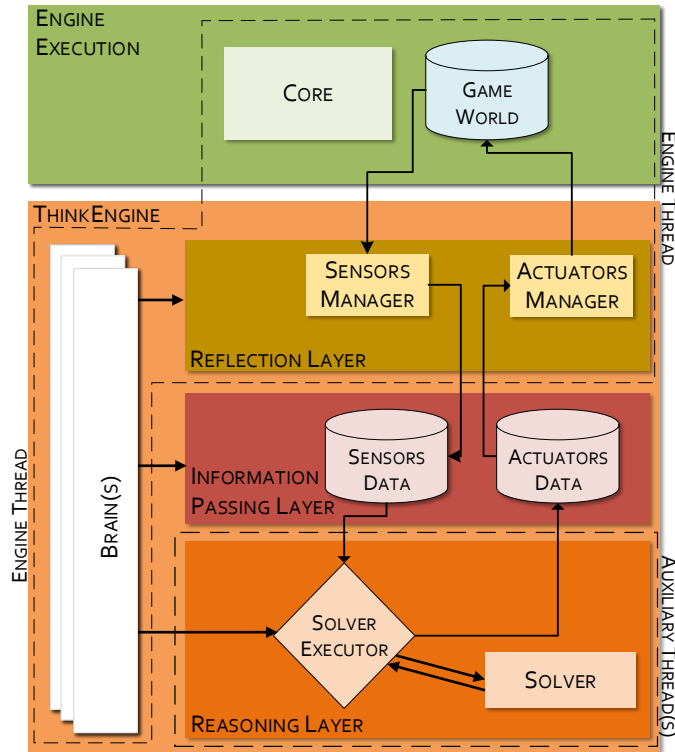 ENGINE
EXECUTION
CORE
GAME
WORLD
ENGINE THREAD
THINKENGINE
SENSORS
MANAGER
ACTUATORS
MANAGER
REFLECTION LAYER
SENSORS
DATA
ACTUATORS
DATA
INFORMATION
PASSING LAYER
BRAIN(S)
ENGINE THREAD
SOLVER
EXECUTOR
SOLVER
REASONING LAYER
AUXILIARY THREAD(S)